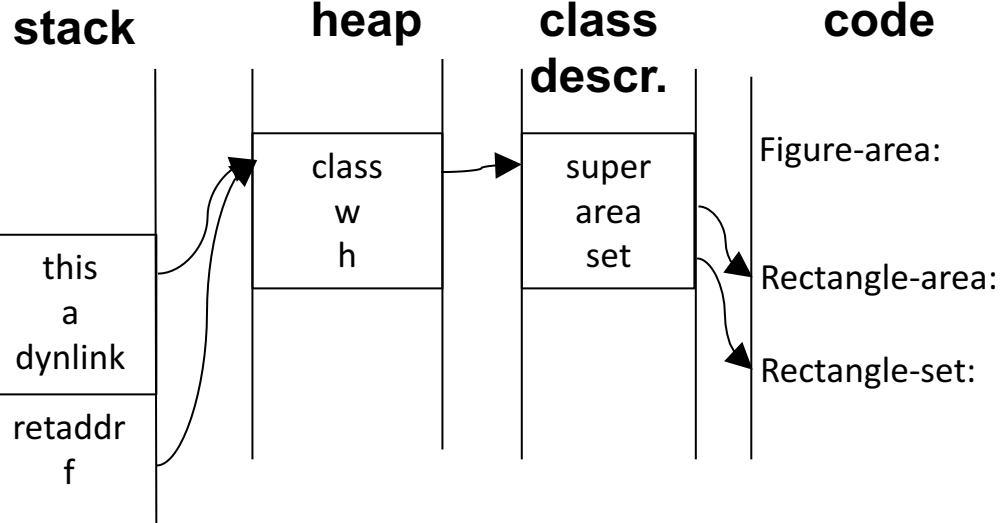 stack
heap
class
descr.
code
this
a
dynlink
retaddr
f
class
w
h
super
area
set
Figure-area:
Rectangle-area:
Rectangle-set: